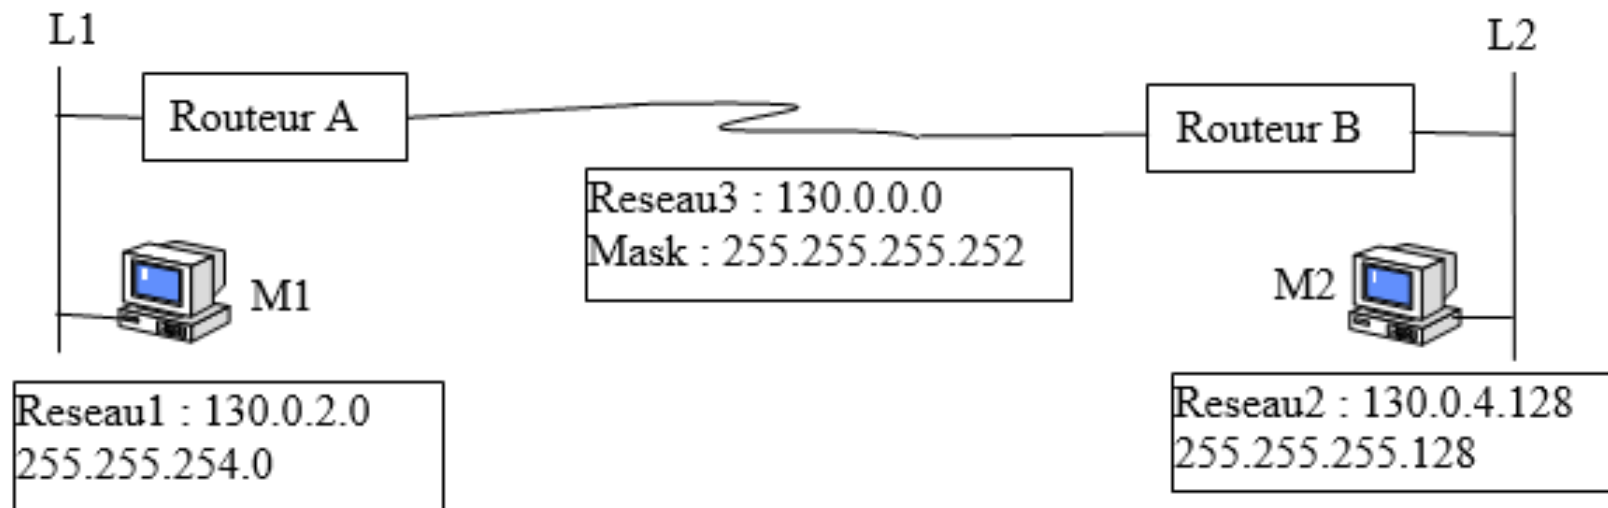 L1
L2
Routeur A
Routeur B
Reseau3 : 130.0.0.0
Mask : 255.255.255.252
M1
M2
Reseau1 : 130.0.2.0
255.255.254.0
Reseau2 : 130.0.4.128
255.255.255.128